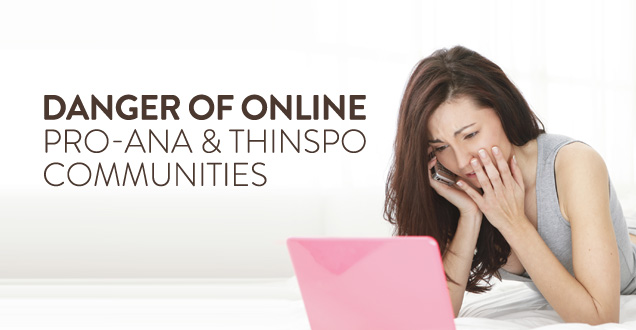 DANGER OF ONLINE
PRO-ANA & THINSPO
COMMUNITIES